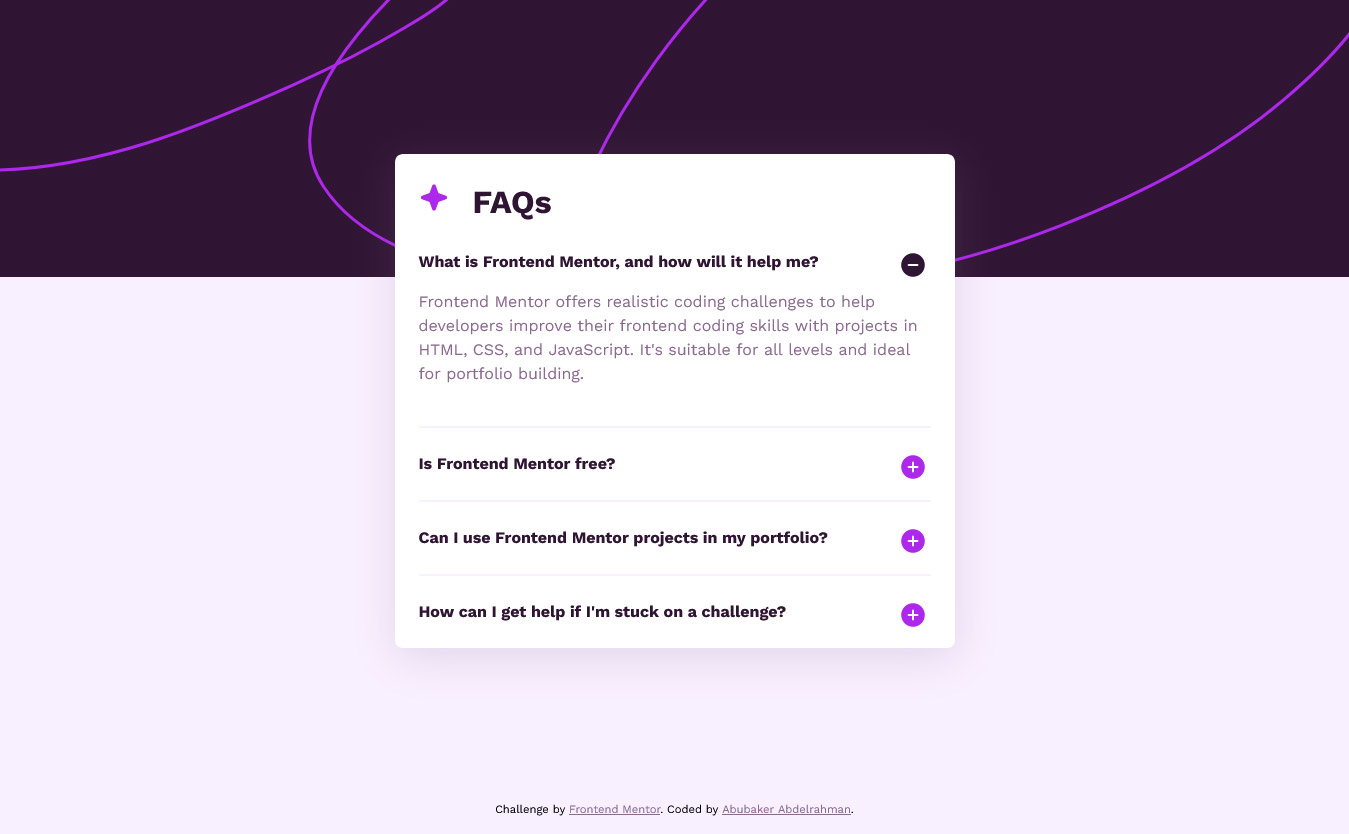 FAQs
What is Frontend Mentor, and how will it help me?
Frontend Mentor offers realistic coding challenges to help
developers improve their frontend coding skills with projects in
HTML, CSS, and JavaScript. It's suitable for all levels and ideal
for portfolio building.
Is Frontend Mentor free?
Can I use Frontend Mentor projects in my portfolio?
How can I get help if I'm stuck on a challenge?
Challenge by Frontend Mentor. Coded by Abubaker Abdelrahman.